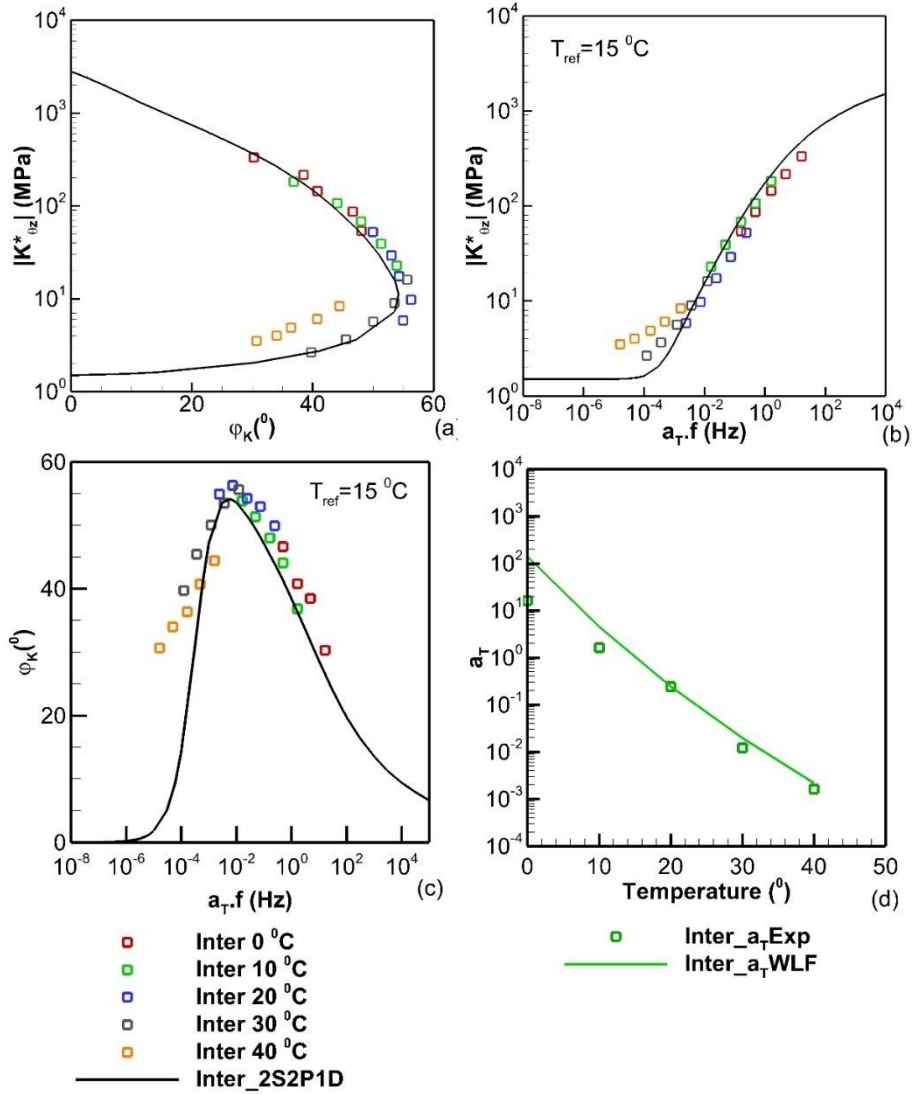 10⁴
10³
10²
10¹
10⁰
|K*θz| (MPa)
0 20 40 60
φK(⁰)
(a)
Tref=15 ⁰C
10⁴
10³
10²
10¹
10⁰
|K*θz| (MPa)
10⁻⁸ 10⁻⁶ 10⁻⁴ 10⁻² 10⁰ 10² 10⁴
aT.f (Hz)
(b)
Tref=15 ⁰C
60
40
20
0
φK(⁰)
10⁻⁸ 10⁻⁶ 10⁻⁴ 10⁻² 10⁰ 10² 10⁴
aT.f (Hz)
(c)
10⁴
10³
10²
10¹
10⁰
10⁻¹
10⁻²
10⁻³
10⁻⁴
aT
0 10 20 30 40 50
Temperature (⁰)
(d)
Inter 0 ⁰C
Inter 10 ⁰C
Inter 20 ⁰C
Inter 30 ⁰C
Inter 40 ⁰C
Inter_2S2P1D
Inter_aTExp
Inter_aTWLF